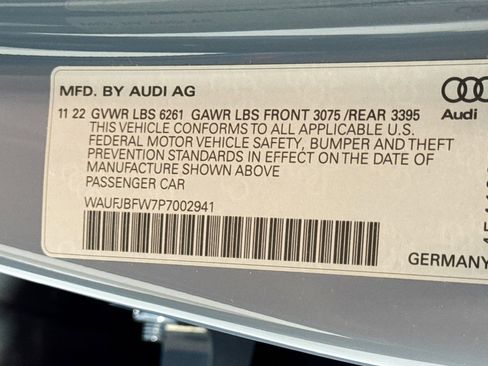 MFD. BY AUDI AG
11 22 GVWR LBS 6261 GAWR LBS FRONT 3075 /REAR 3395
THIS VEHICLE CONFORMS TO ALL APPLICABLE U.S.
FEDERAL MOTOR VEHICLE SAFETY, BUMPER AND THEFT
PREVENTION STANDARDS IN EFFECT ON THE DATE OF
MANUFACTURE SHOWN ABOVE
PASSENGER CAR
WAUFJBFW7P7002941
Audi
GERMANY